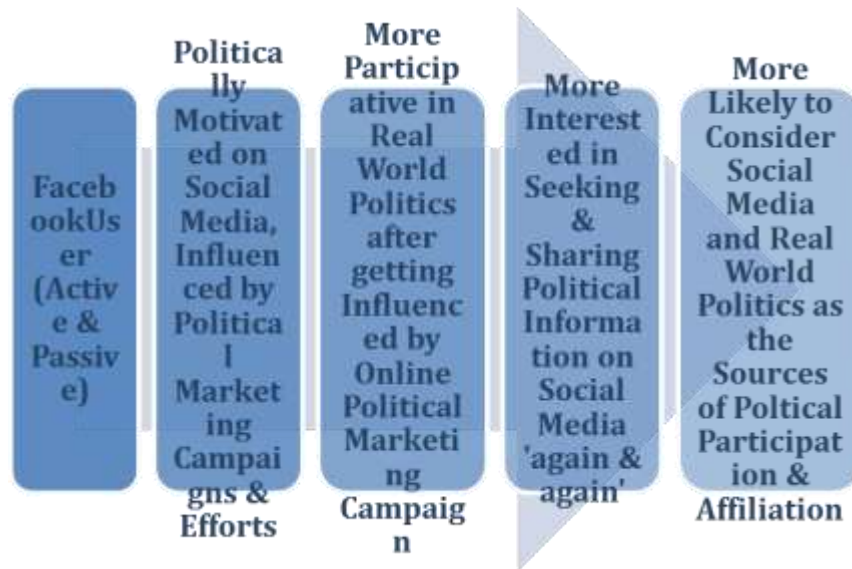 Faceb
ookUs
er
(Activ
e &
Passiv
e)
Politica
lly
Motivat
ed on
Social
Media,
Influen
ced by
Politica
l
Market
ing
Campai
gns &
Efforts
More
Particip
ative in
Real
World
Politics
after
getting
Influenc
ed by
Online
Political
Marketi
ng
Campaig
n
More
Interest
ed in
Seeking
&
Sharing
Political
Informa
tion on
Social
Media
'again &
again'
More
Likely to
Consider
Social
Media
and Real
World
Politics as
the
Sources
of Poltical
Participat
ion &
Affiliation